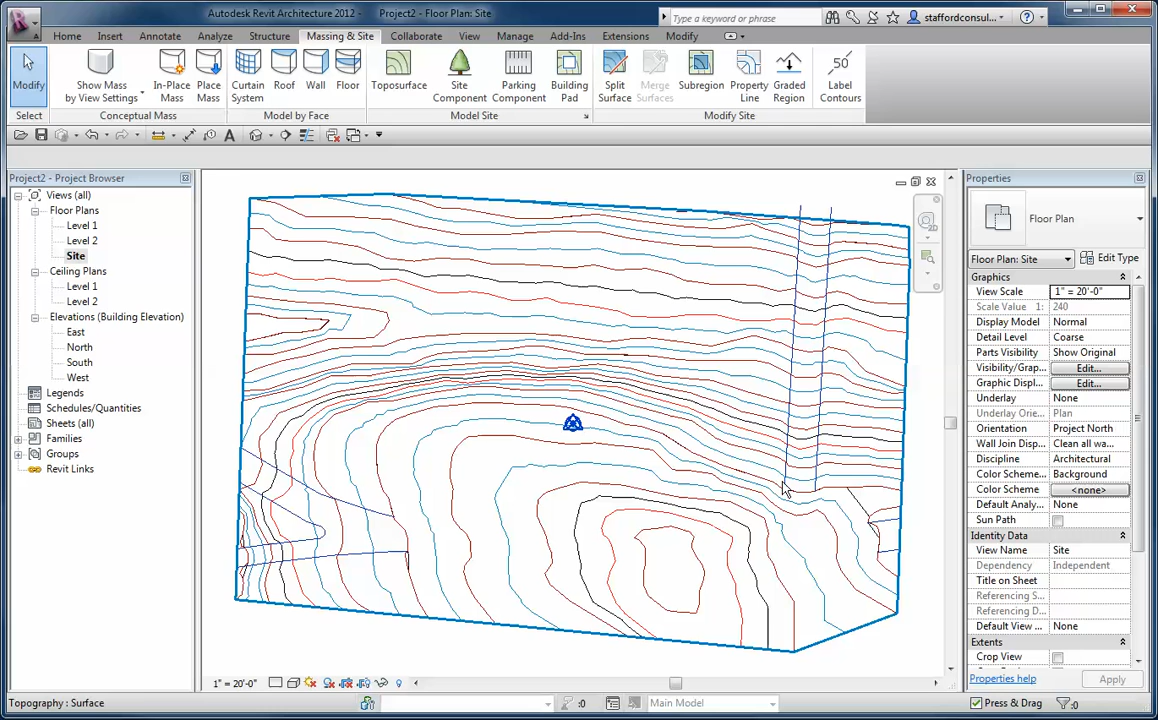 Autodesk Revit Architecture 2012 - Project2 - Floor Plan: Site
Type a keyword or phrase
staffordconsul...
Home Insert Annotate Analyze Structure Massing & Site Collaborate View Manage Add-Ins Extensions Modify
Modify
Show Mass
by View Settings
In-Place
Mass
Place
Mass
Curtain
System
Roof
Wall
Floor
Toposurface
Site
Component
Parking
Component
Building
Pad
Split
Surface
Merge
Surfaces
Subregion
Property
Line
Graded
Region
50
Label
Contours
Select
Conceptual Mass
Model by Face
Model Site
Modify Site
A
Project2 - Project Browser
Views (all)
Floor Plans
Level 1
Level 2
Site
Ceiling Plans
Level 1
Level 2
Elevations (Building Elevation)
East
North
South
West
Legends
Schedules/Quantities
Sheets (all)
Families
Groups
Revit Links
2D
Properties
Floor Plan
Floor Plan: Site
Edit Type
Graphics
View Scale 1" = 20'-0"
Scale Value 1: 240
Display Model Normal
Detail Level Coarse
Parts Visibility Show Original
Visibility/Grap... Edit...
Graphic Displ... Edit...
Underlay None
Underlay Orie... Plan
Orientation Project North
Wall Join Disp... Clean all wa...
Discipline Architectural
Color Scheme... Background
Color Scheme <none>
Default Analy... None
Sun Path
Identity Data
View Name Site
Dependency Independent
Title on Sheet
Referencing S...
Referencing D...
Default View ... None
Extents
Crop View
Properties help
Apply
1" = 20'-0"
Topography : Surface
:0
Main Model
Press & Drag
:0